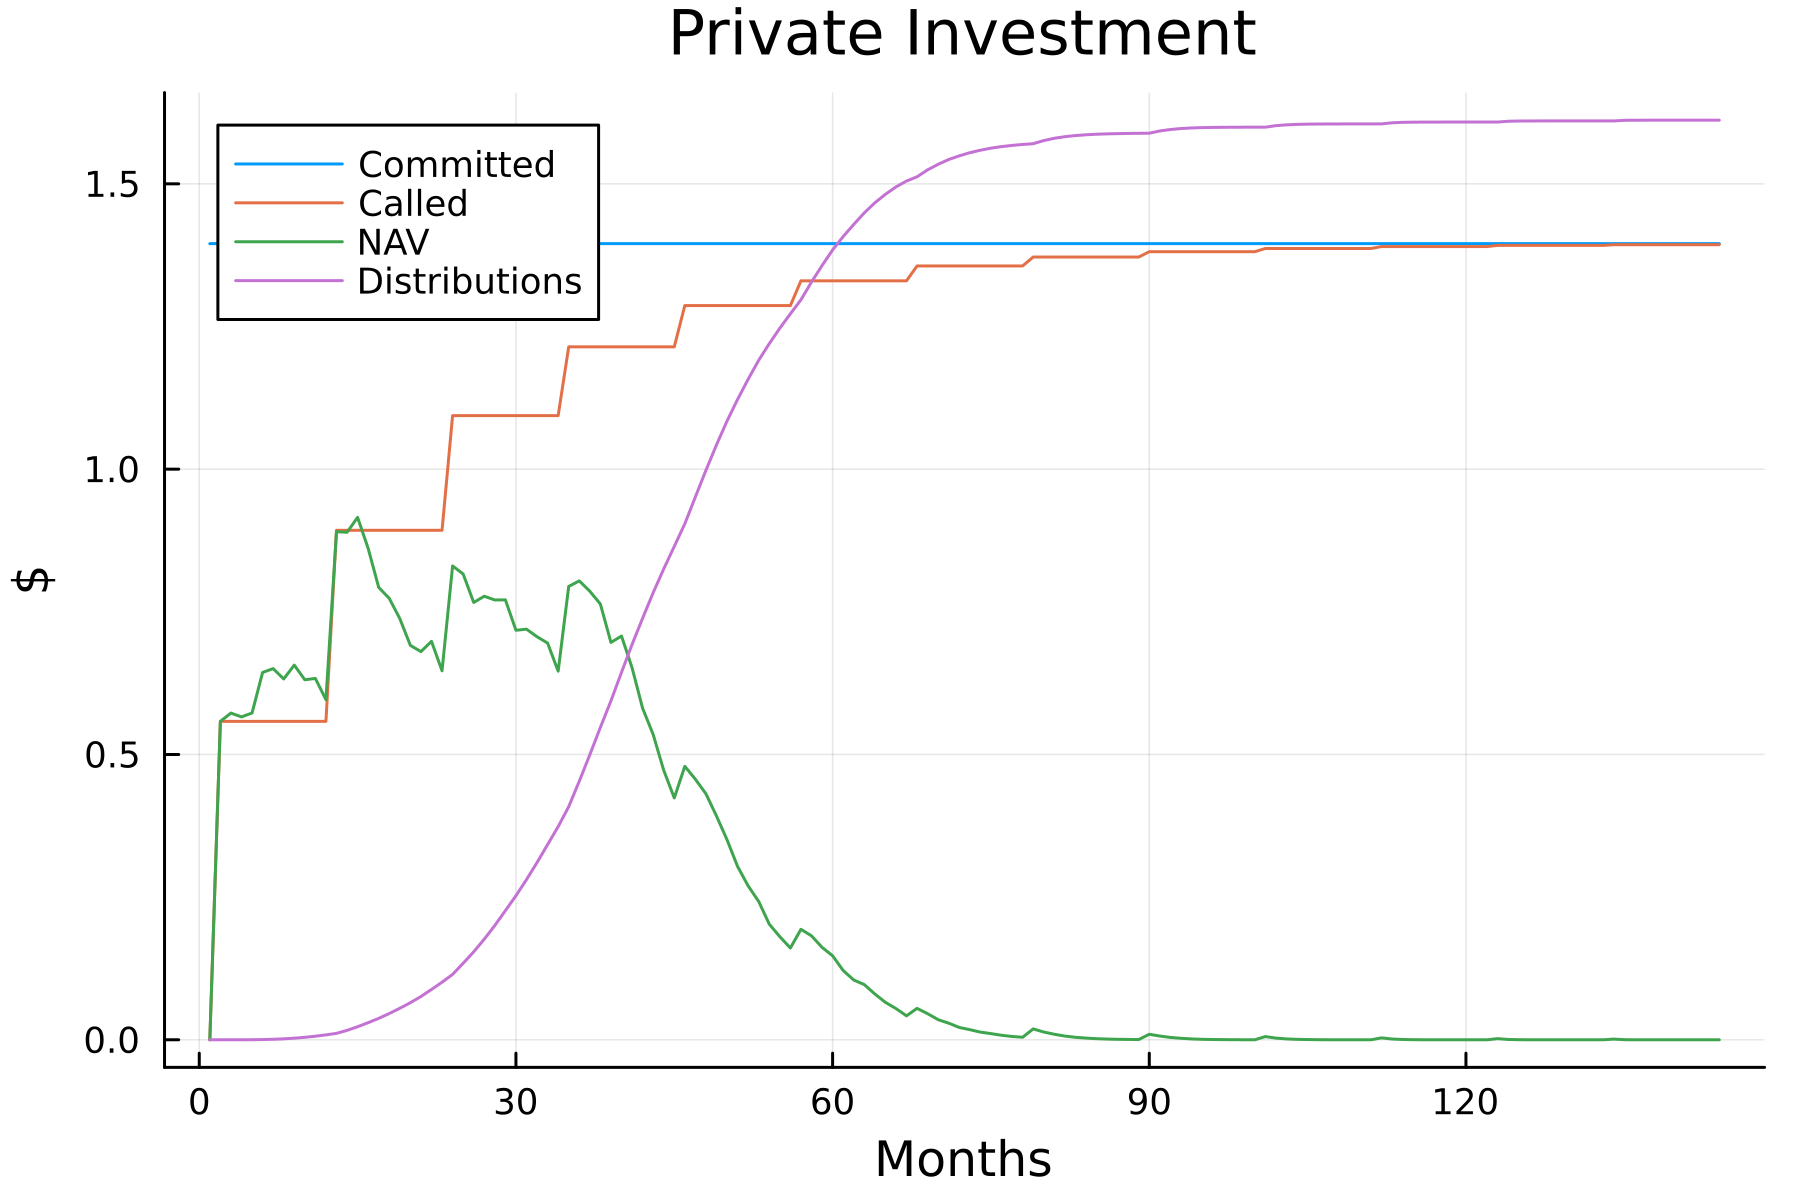 Private Investment
Committed
Called
NAV
Distributions
1.5
1.0
0.5
0.0
$
0 30 60 90 120
Months